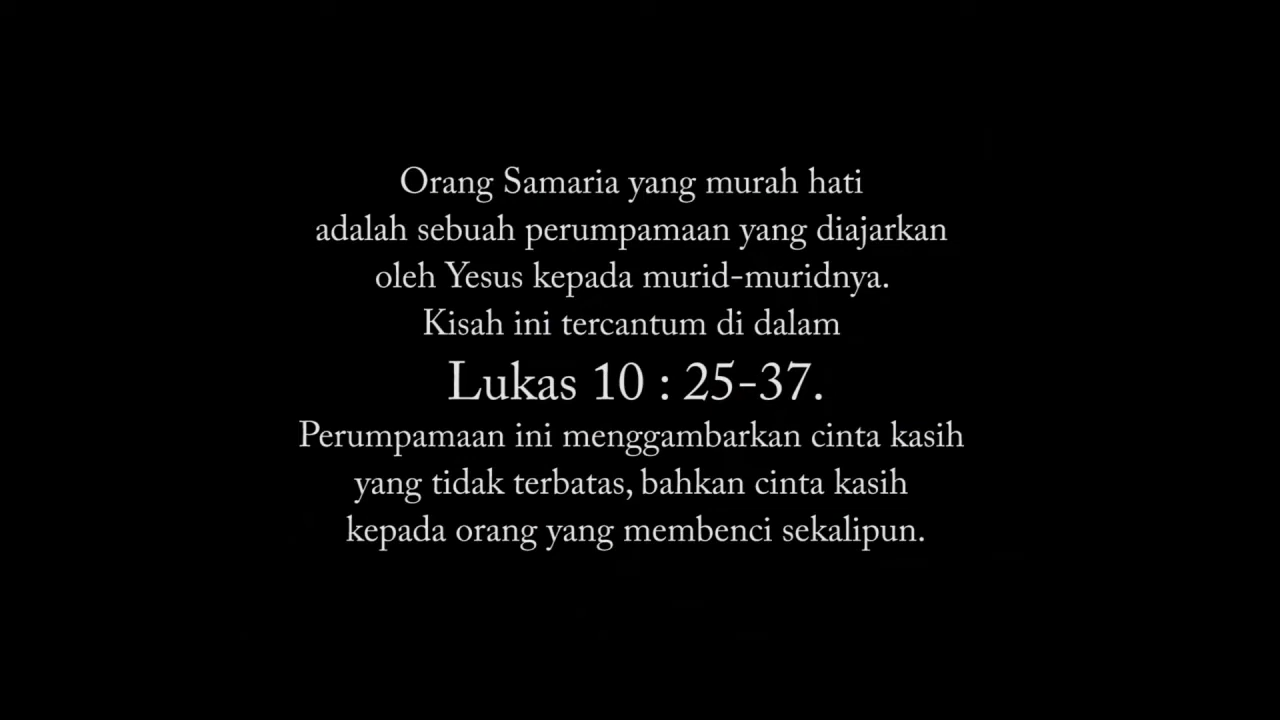 Orang Samaria yang murah hati
adalah sebuah perumpamaan yang diajarkan
oleh Yesus kepada murid-muridnya.
Kisah ini tercantum di dalam
Lukas 10 : 25-37.
Perumpamaan ini menggambarkan cinta kasih
yang tidak terbatas, bahkan cinta kasih
kepada orang yang membenci sekalipun.